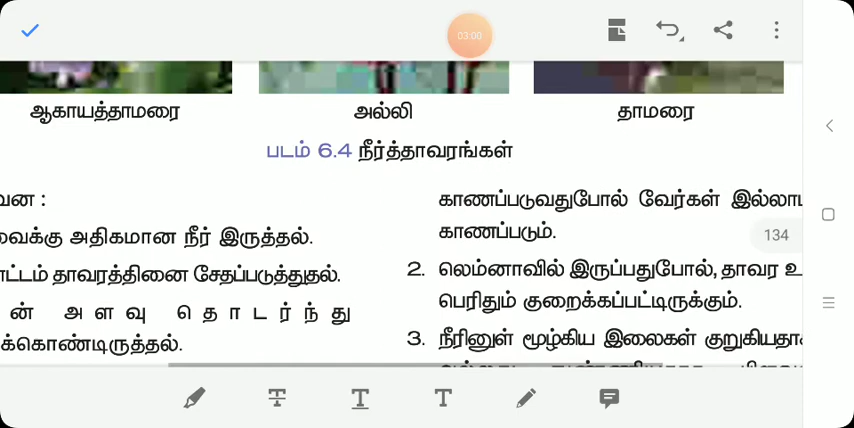 03:00
ஆகாயத்தாமரை
அல்லி
தாமரை
படம் 6.4 நீர்த்தாவரங்கள்
வன :
வைக்கு அதிகமான நீர் இருத்தல்.
ாட்டம் தாவரத்தினை சேதப்படுத்துதல்.
ன் அளவு தொடர்ந்து
க்கொண்டிருத்தல்.
காணப்படுவதுபோல் வேர்கள்
காணப்படும்.
134
2. லெம்னாவில் இருப்பதுபோல், தாவர உ
பெரிதும் குறைக்கப்பட்டிருக்கும்.
3. நீரினுள் மூழ்கிய இலைகள்